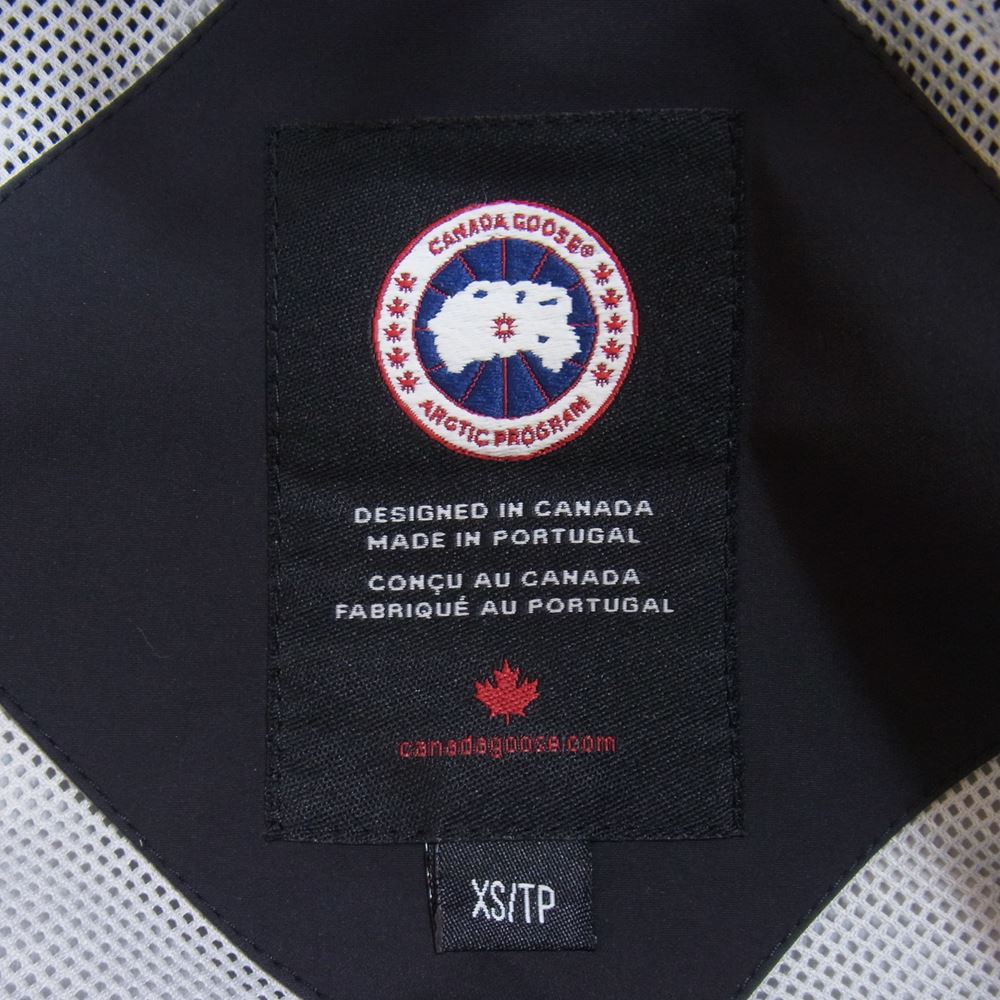 CANADA GOOSE®
ARCTIC PROGRAM
DESIGNED IN CANADA
MADE IN PORTUGAL
CONÇU AU CANADA
FABRIQUÉ AU PORTUGAL
canadagoose.com
XS/TP